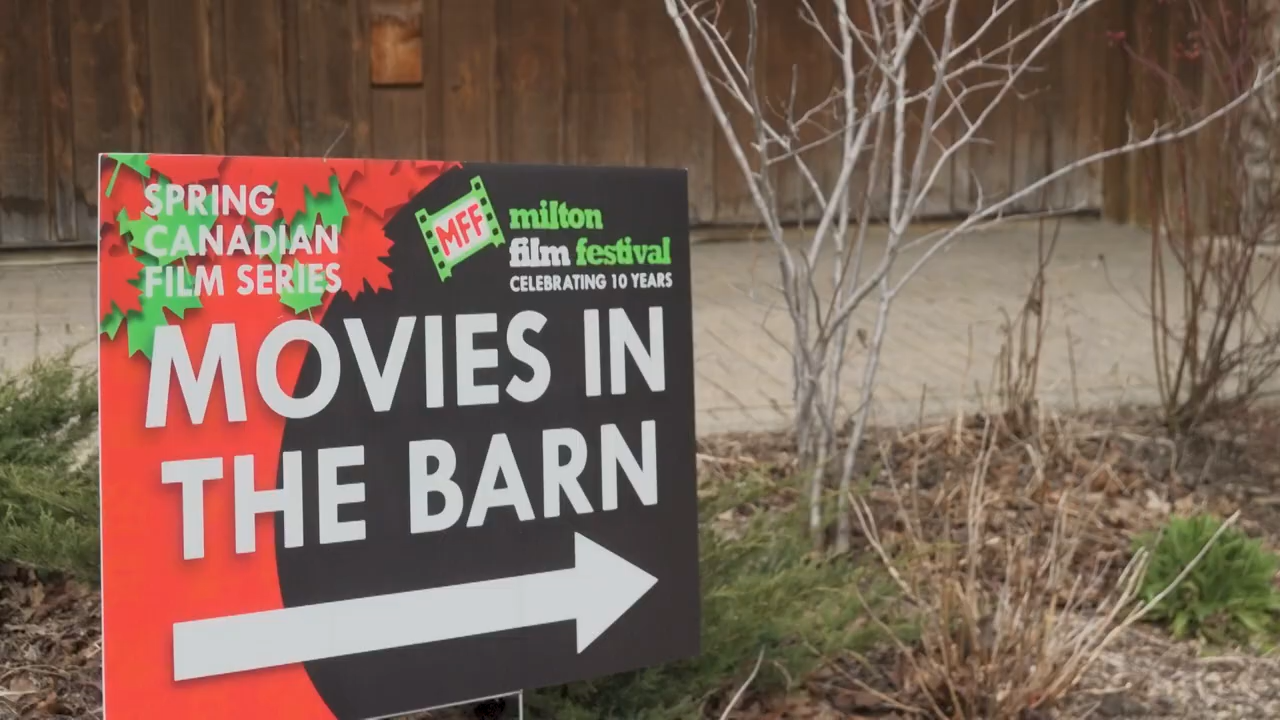 SPRING
CANADIAN
FILM SERIES
MFF
milton
film festival
CELEBRATING 10 YEARS
MOVIES IN
THE BARN